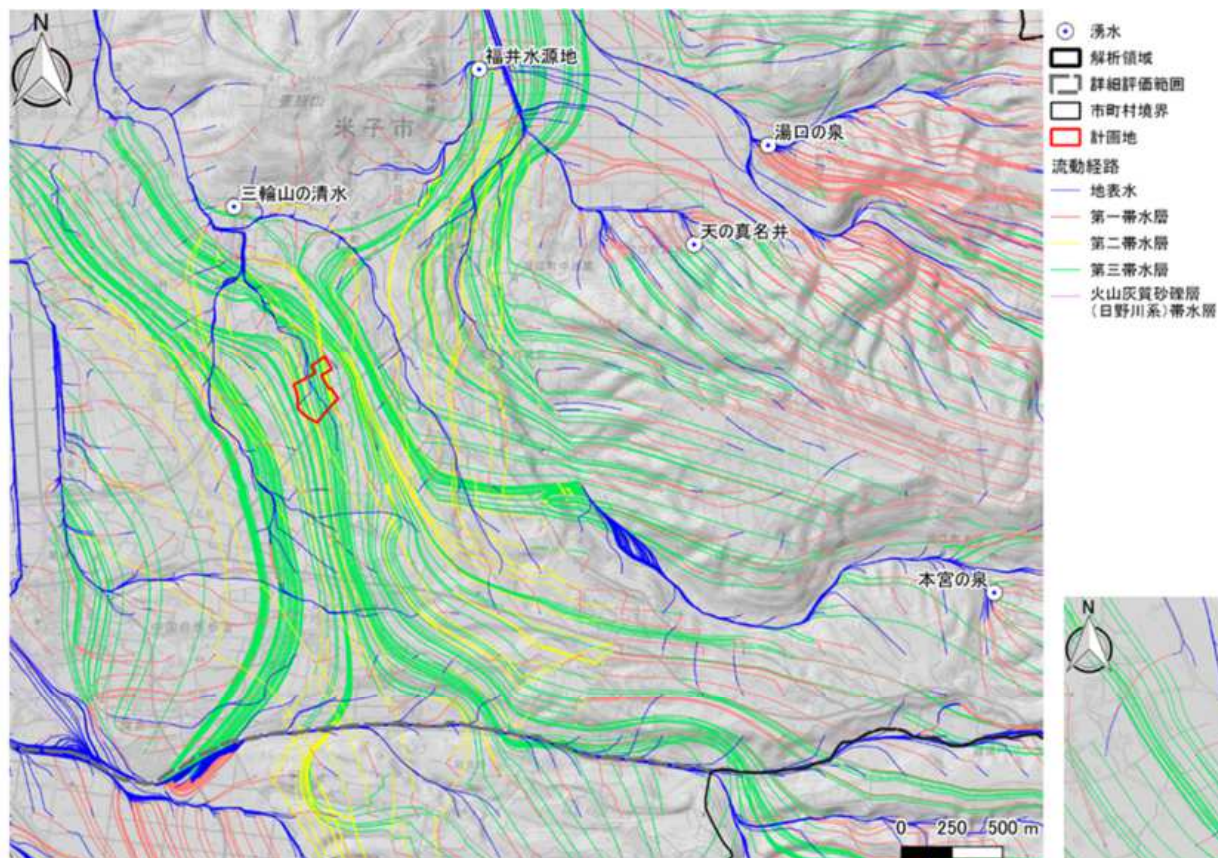 N
福井水源地
米子市
湯口の泉
三輪山の清水
天の真名井
本宮の泉
0 250 500 m
湧水
解析領域
詳細評価範囲
市町村境界
計画地
流動経路
地表水
第一帯水層
第二帯水層
第三帯水層
火山灰質砂礫層
(日野川系)帯水層
N